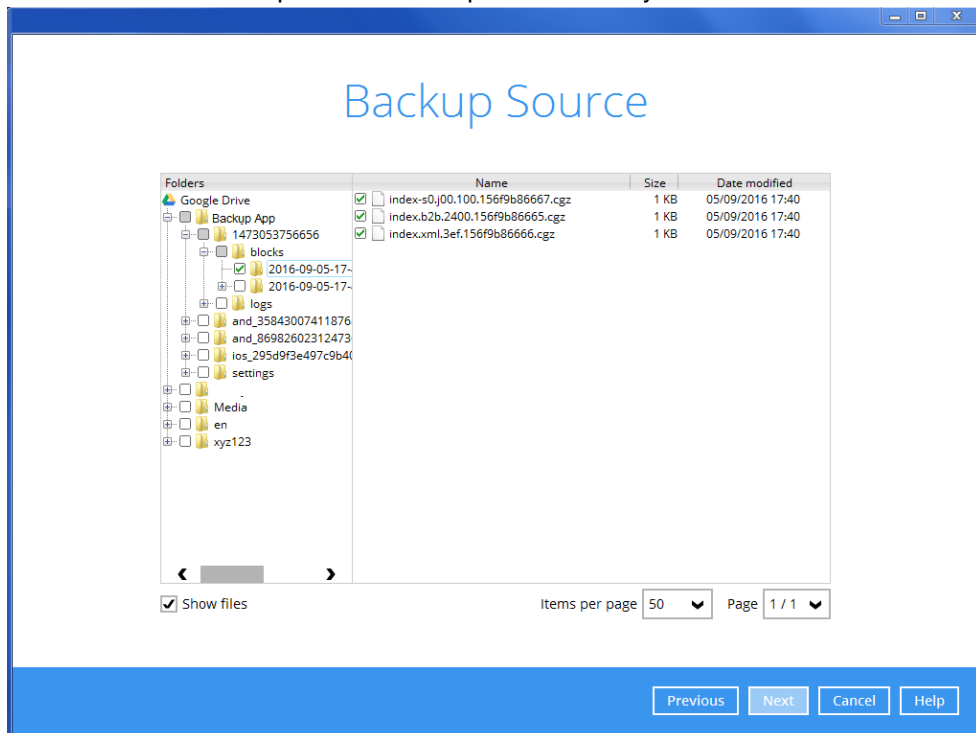 Backup Source
Folders Name Size Date modified
Google Drive index-s0.j00.100.156f9b86667.cgz 1 KB 05/09/2016 17:40
Backup App index.b2b.2400.156f9b86665.cgz 1 KB 05/09/2016 17:40
1473053756656 index.xml.3ef.156f9b86666.cgz 1 KB 05/09/2016 17:40
blocks
2016-09-05-17-
2016-09-05-17-
logs
and_35843007411876
and_86982602312473
ios_295d9f3e497c9b40
settings
Media
en
xyz123
Show files Items per page 50 Page 1 / 1
Previous Next Cancel Help